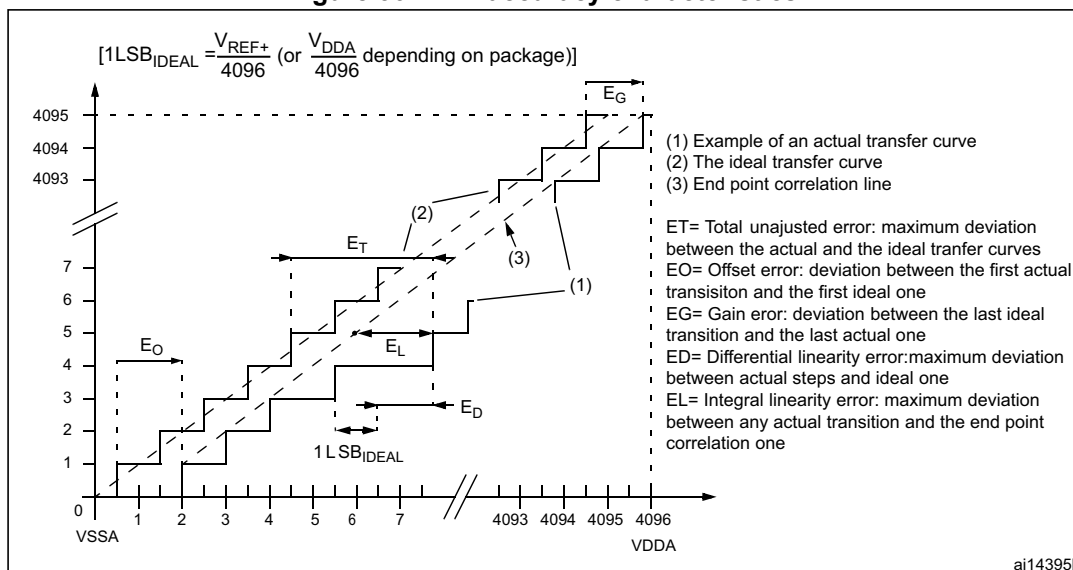 [1LSB_IDEAL = V_REF+ / 4096 (or V_DDA / 4096 depending on package)]
E_G
4095
4094
4093
7
6
5
4
3
2
1
0
(2)
E_T
(3)
(1)
E_O
E_L
E_D
1 LSB_IDEAL
1 2 3 4 5 6 7 4093 4094 4095 4096
VSSA
VDDA
(1) Example of an actual transfer curve
(2) The ideal transfer curve
(3) End point correlation line
ET= Total unajusted error: maximum deviation
between the actual and the ideal tranfer curves
EO= Offset error: deviation between the first actual
transisiton and the first ideal one
EG= Gain eror: deviation between the last ideal
transition and the last actual one
ED= Differential linearity error:maximum deviation
between actual steps and ideal one
EL= Integral linearity error: maximum deviation
between any actual transition and the end point
correlation one